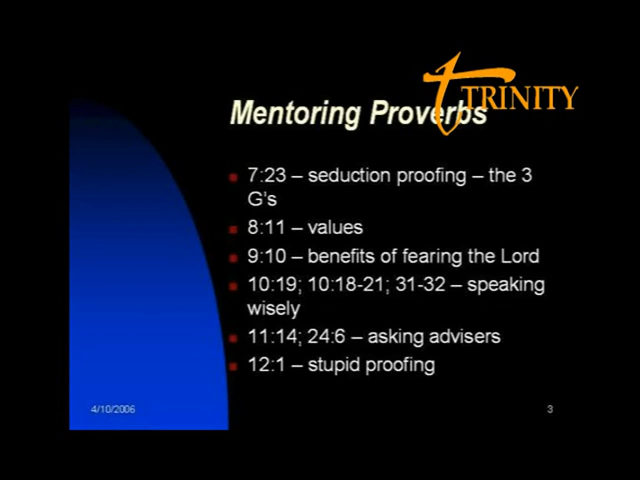 TRINITY
Mentoring Proverbs
7:23 – seduction proofing – the 3
G's
8:11 – values
9:10 – benefits of fearing the Lord
10:19; 10:18-21; 31-32 – speaking
wisely
11:14; 24:6 – asking advisers
12:1 – stupid proofing
4/10/2006
3